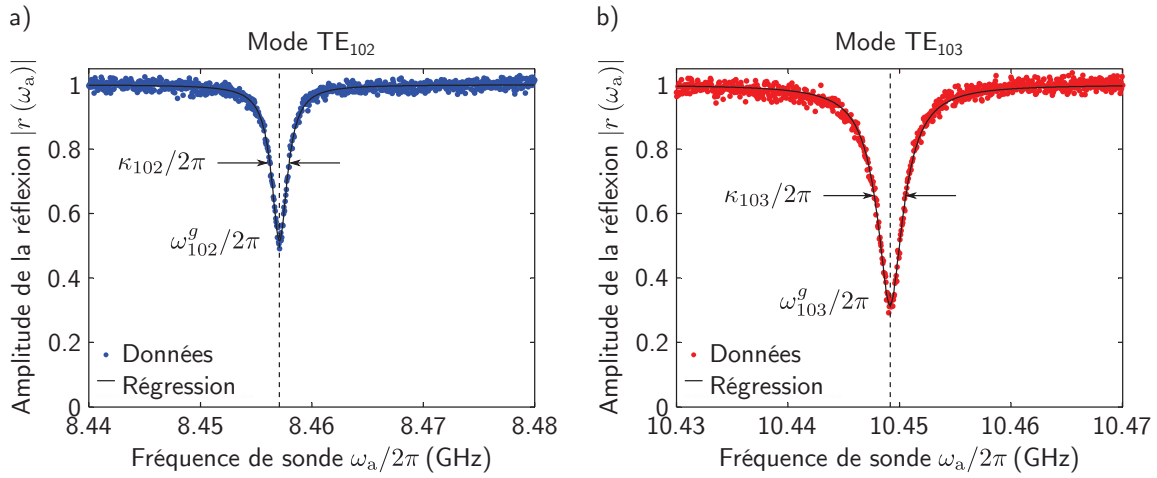 a)
Mode TE₁₀₂
Amplitude de la réflexion |r (ωₐ)|
1
0.8
0.6
0.4
0.2
0
κ₁₀₂/2π
ω₁₀₂ᵍ/2π
Données
Régression
8.44 8.45 8.46 8.47 8.48
Fréquence de sonde ωₐ/2π (GHz)
b)
Mode TE₁₀₃
Amplitude de la réflexion |r (ωₐ)|
1
0.8
0.6
0.4
0.2
0
κ₁₀₃/2π
ω₁₀₃ᵍ/2π
Données
Régression
10.43 10.44 10.45 10.46 10.47
Fréquence de sonde ωₐ/2π (GHz)